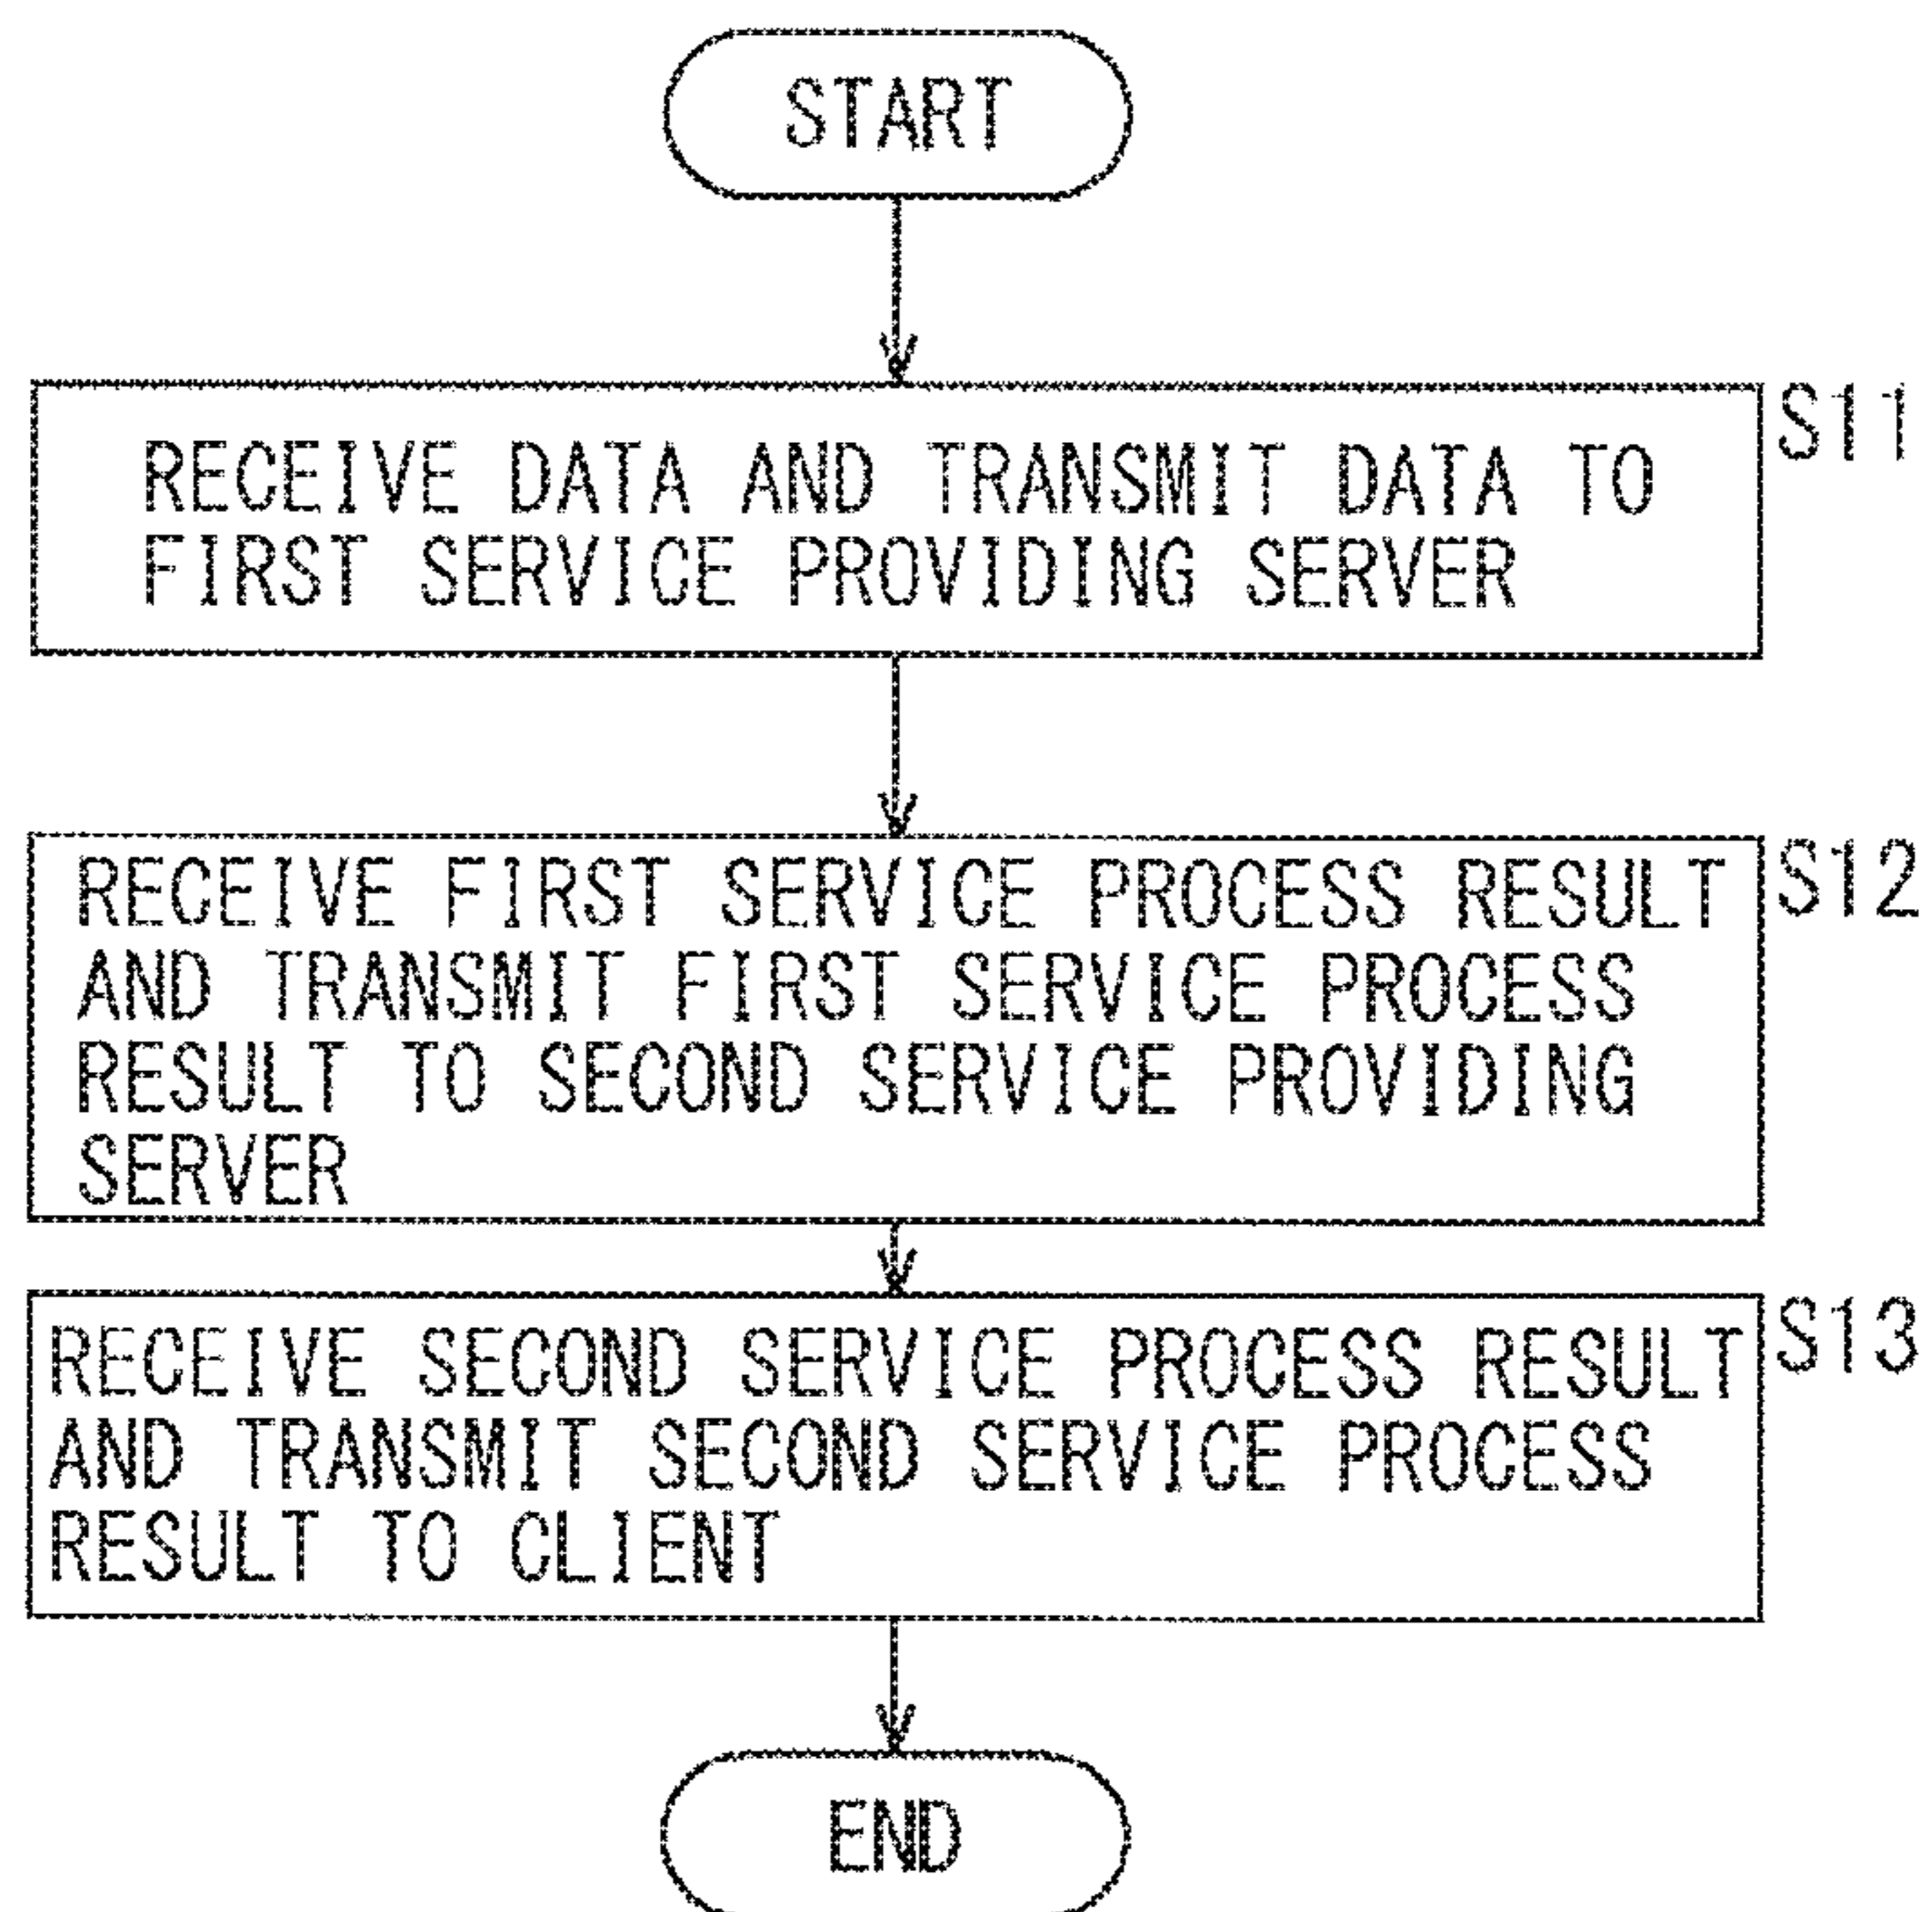 START
S11
RECEIVE DATA AND TRANSMIT DATA TO
FIRST SERVICE PROVIDING SERVER
S12
RECEIVE FIRST SERVICE PROCESS RESULT
AND TRANSMIT FIRST SERVICE PROCESS
RESULT TO SECOND SERVICE PROVIDING
SERVER
S13
RECEIVE SECOND SERVICE PROCESS RESULT
AND TRANSMIT SECOND SERVICE PROCESS
RESULT TO CLIENT
END